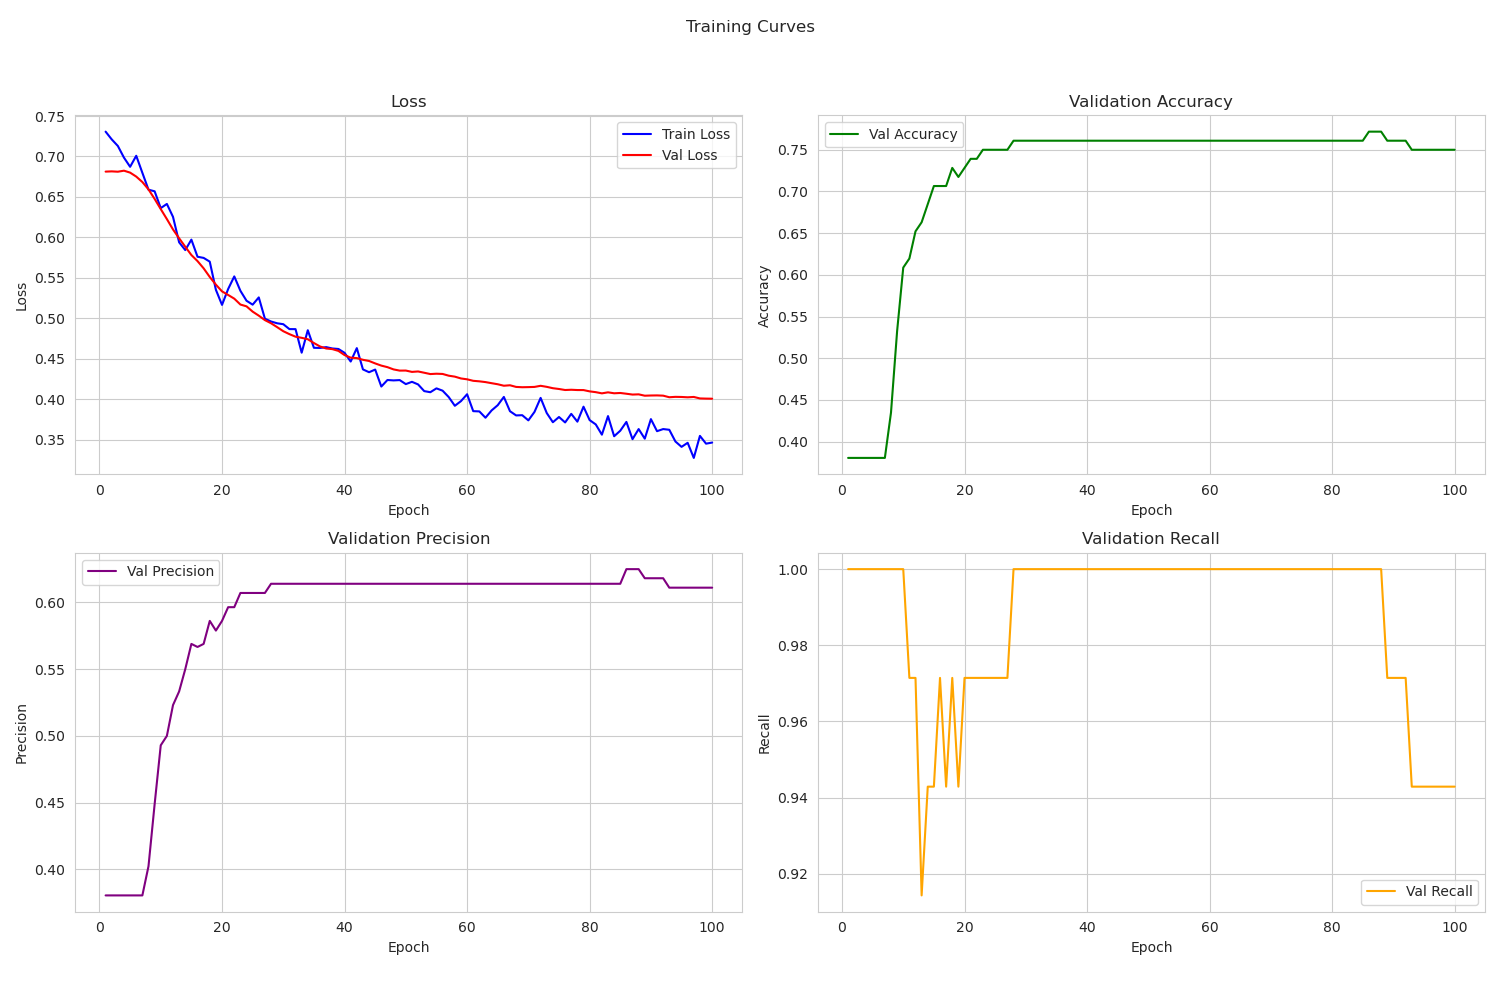 Training Curves
Loss
0.75
0.70
0.65
0.60
0.55
0.50
0.45
0.40
0.35
Loss
Train Loss
Val Loss
0 20 40 60 80 100
Epoch
Validation Accuracy
0.75
0.70
0.65
0.60
0.55
0.50
0.45
0.40
Accuracy
Val Accuracy
0 20 40 60 80 100
Epoch
Validation Precision
0.60
0.55
0.50
0.45
0.40
Precision
Val Precision
0 20 40 60 80 100
Epoch
Validation Recall
1.00
0.98
0.96
0.94
0.92
Recall
Val Recall
0 20 40 60 80 100
Epoch